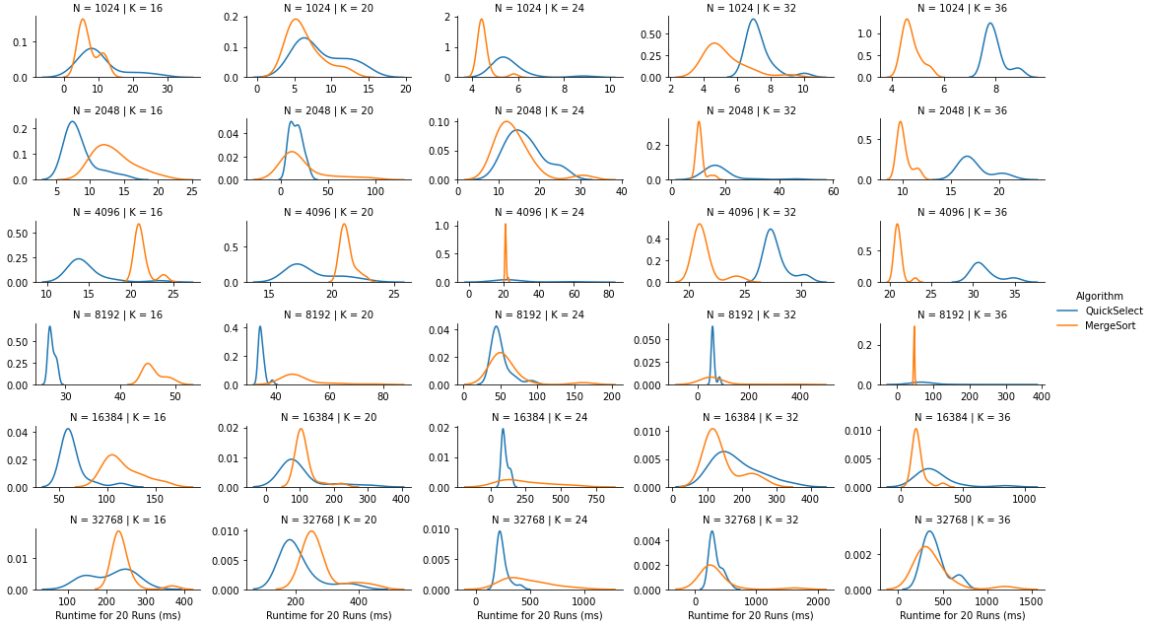 N = 1024 | K = 16
0.1
0.0
0 10 20 30
N = 1024 | K = 20
0.2
0.1
0.0
0 5 10 15 20
N = 1024 | K = 24
2
1
0
4 6 8 10
N = 1024 | K = 32
0.50
0.25
0.00
2 4 6 8 10
N = 1024 | K = 36
1
0
4 6 8
N = 2048 | K = 16
0.2
0.1
0.0
5 10 15 20 25
N = 2048 | K = 20
0.04
0.02
0.00
0 50 100
N = 2048 | K = 24
0.10
0.05
0.00
0 10 20 30 40
N = 2048 | K = 32
0.2
0.0
0 20 40 60
N = 2048 | K = 36
0.5
0.0
10 15 20
N = 4096 | K = 16
0.50
0.25
0.00
10 15 20 25
N = 4096 | K = 20
0.5
0.0
15 20 25
N = 4096 | K = 24
1.0
0.5
0.0
0 20 40 60 80
N = 4096 | K = 32
0.4
0.2
0.0
20 25 30
N = 4096 | K = 36
0.5
0.0
20 25 30 35
Algorithm
QuickSelect
MergeSort
N = 8192 | K = 16
0.50
0.25
0.00
30 40 50
N = 8192 | K = 20
0.4
0.2
0.0
40 60 80
N = 8192 | K = 24
0.04
0.02
0.00
0 50 100 150 200
N = 8192 | K = 32
0.050
0.025
0.000
0 200 400
N = 8192 | K = 36
0.2
0.0
0 100 200 300 400
N = 16384 | K = 16
0.04
0.02
0.00
50 100 150
N = 16384 | K = 20
0.02
0.01
0.00
0 100 200 300 400
N = 16384 | K = 24
0.02
0.01
0.00
0 250 500 750
N = 16384 | K = 32
0.010
0.005
0.000
0 100 200 300 400
N = 16384 | K = 36
0.010
0.005
0.000
0 500 1000
N = 32768 | K = 16
0.01
0.00
100 200 300 400
Runtime for 20 Runs (ms)
N = 32768 | K = 20
0.010
0.005
0.000
200 400
Runtime for 20 Runs (ms)
N = 32768 | K = 24
0.010
0.005
0.000
0 500 1000
Runtime for 20 Runs (ms)
N = 32768 | K = 32
0.004
0.002
0.000
0 1000 2000
Runtime for 20 Runs (ms)
N = 32768 | K = 36
0.002
0.000
0 500 1000 1500
Runtime for 20 Runs (ms)